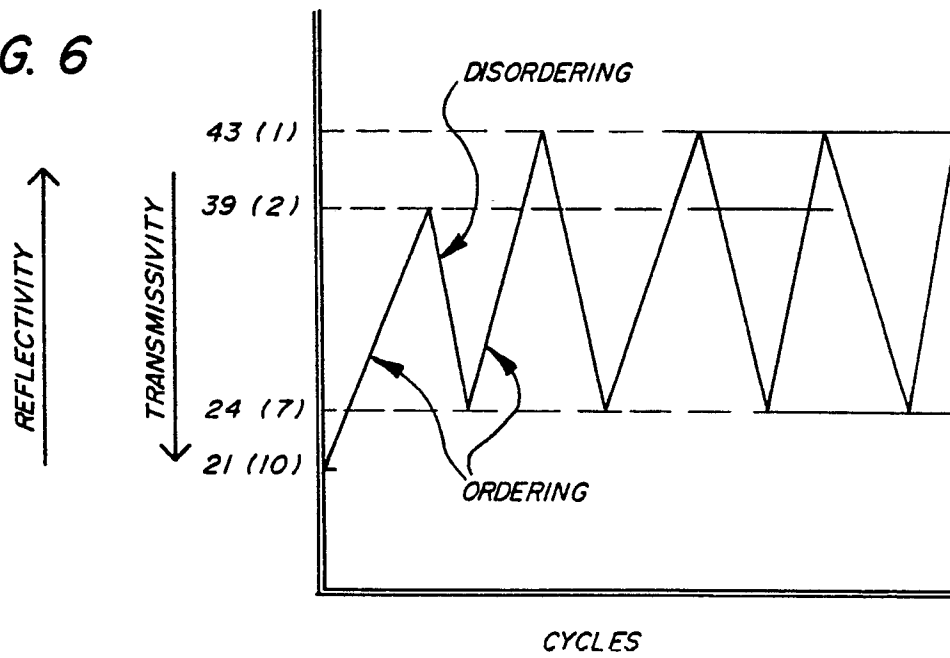 G. 6
DISORDERING
43 (1)
39 (2)
REFLECTIVITY
TRANSMISSIVITY
24 (7)
21 (10)
ORDERING
CYCLES